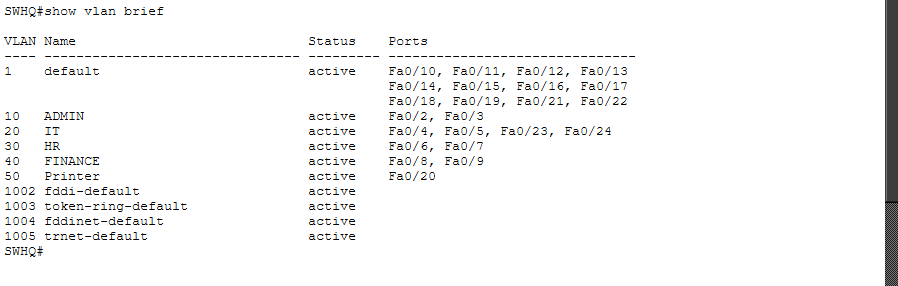 SWHQ#show vlan brief
VLAN Name                             Status    Ports
---- -------------------------------- --------- -------------------------------
1    default                          active    Fa0/10, Fa0/11, Fa0/12, Fa0/13
                                                Fa0/14, Fa0/15, Fa0/16, Fa0/17
                                                Fa0/18, Fa0/19, Fa0/21, Fa0/22
10   ADMIN                            active    Fa0/2, Fa0/3
20   IT                               active    Fa0/4, Fa0/5, Fa0/23, Fa0/24
30   HR                               active    Fa0/6, Fa0/7
40   FINANCE                          active    Fa0/8, Fa0/9
50   Printer                          active    Fa0/20
1002 fddi-default                     active
1003 token-ring-default               active
1004 fddinet-default                  active
1005 trnet-default                    active
SWHQ#